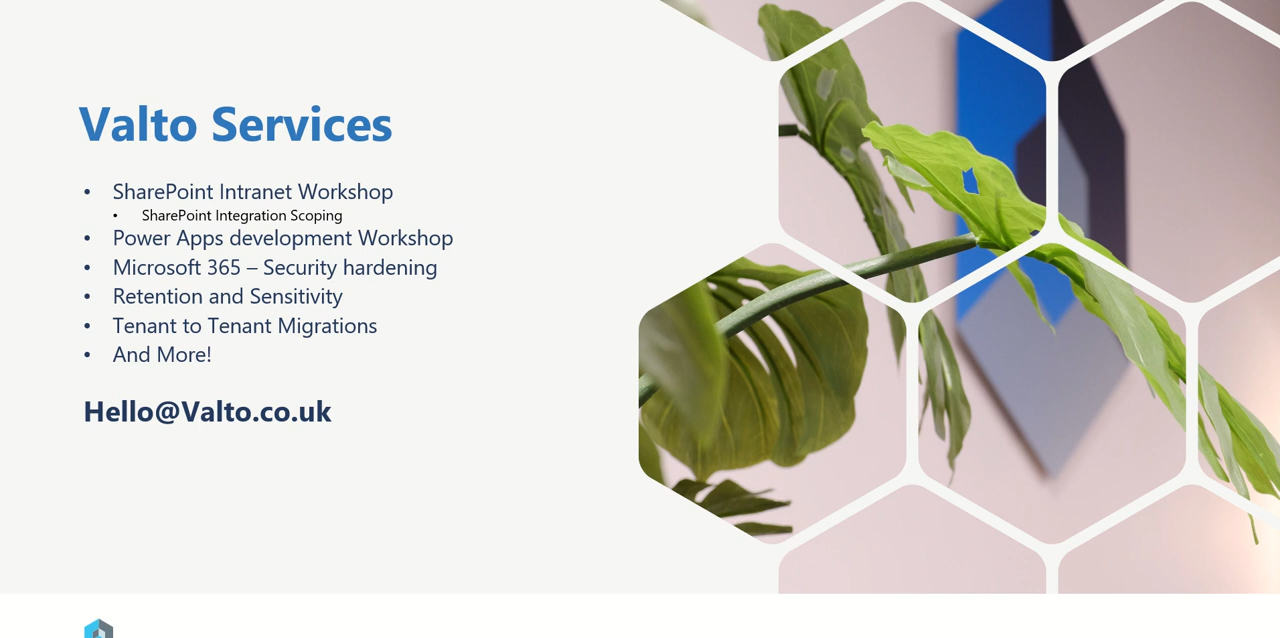 Valto Services
• SharePoint Intranet Workshop
• SharePoint Integration Scoping
• Power Apps development Workshop
• Microsoft 365 – Security hardening
• Retention and Sensitivity
• Tenant to Tenant Migrations
• And More!
Hello@Valto.co.uk